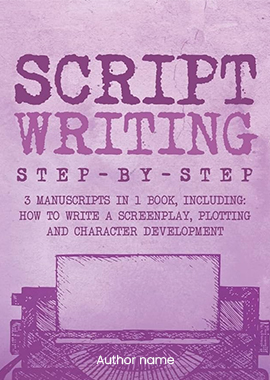 SCRIPT
WRITING
STEP-BY-STEP
3 MANUSCRIPTS IN 1 BOOK, INCLUDING:
HOW TO WRITE A SCREENPLAY, PLOTTING
AND CHARACTER DEVELOPMENT
Author name